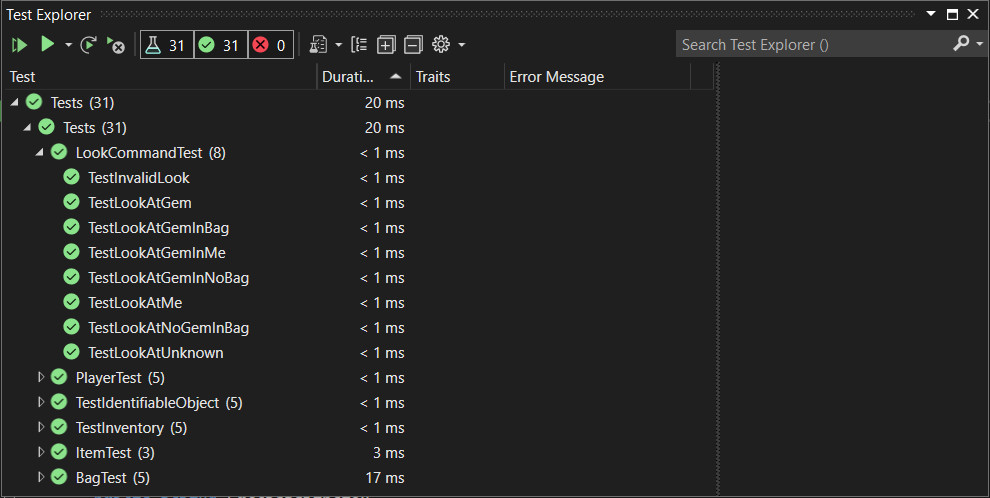 Test Explorer
31 31 0
Search Test Explorer ()
Test Durati... Traits Error Message
Tests (31) 20 ms
Tests (31) 20 ms
LookCommandTest (8) < 1 ms
TestInvalidLook < 1 ms
TestLookAtGem < 1 ms
TestLookAtGemInBag < 1 ms
TestLookAtGemInMe < 1 ms
TestLookAtGemInNoBag < 1 ms
TestLookAtMe < 1 ms
TestLookAtNoGemInBag < 1 ms
TestLookAtUnknown < 1 ms
PlayerTest (5) < 1 ms
TestIdentifiableObject (5) < 1 ms
TestInventory (5) < 1 ms
ItemTest (3) 3 ms
BagTest (5) 17 ms